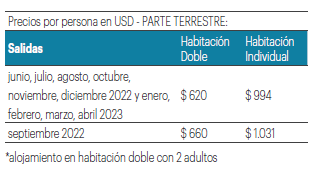 Precios por persona en USD - PARTE TERRESTRE:
Salidas Habitación Doble Habitación Individual
junio, julio, agosto, octubre,
noviembre, diciembre 2022 y enero, $ 620 $ 994
febrero, marzo, abril 2023
septiembre 2022 $ 660 $ 1.031
*alojamiento en habitación doble con 2 adultos